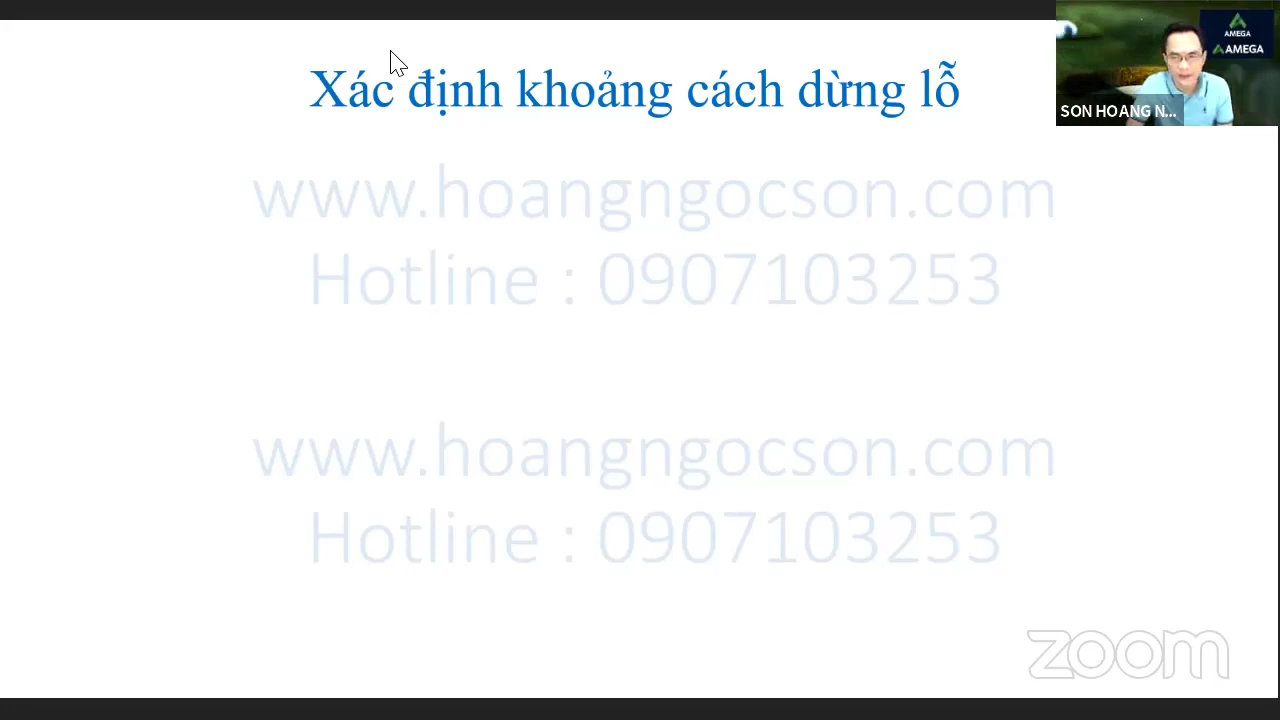 Xác định khoảng cách dừng lỗ
AMEGA
AMEGA
SON HOANG N...
www.hoangngocson.com
Hotline : 0907103253
www.hoangngocson.com
Hotline : 0907103253
zoom